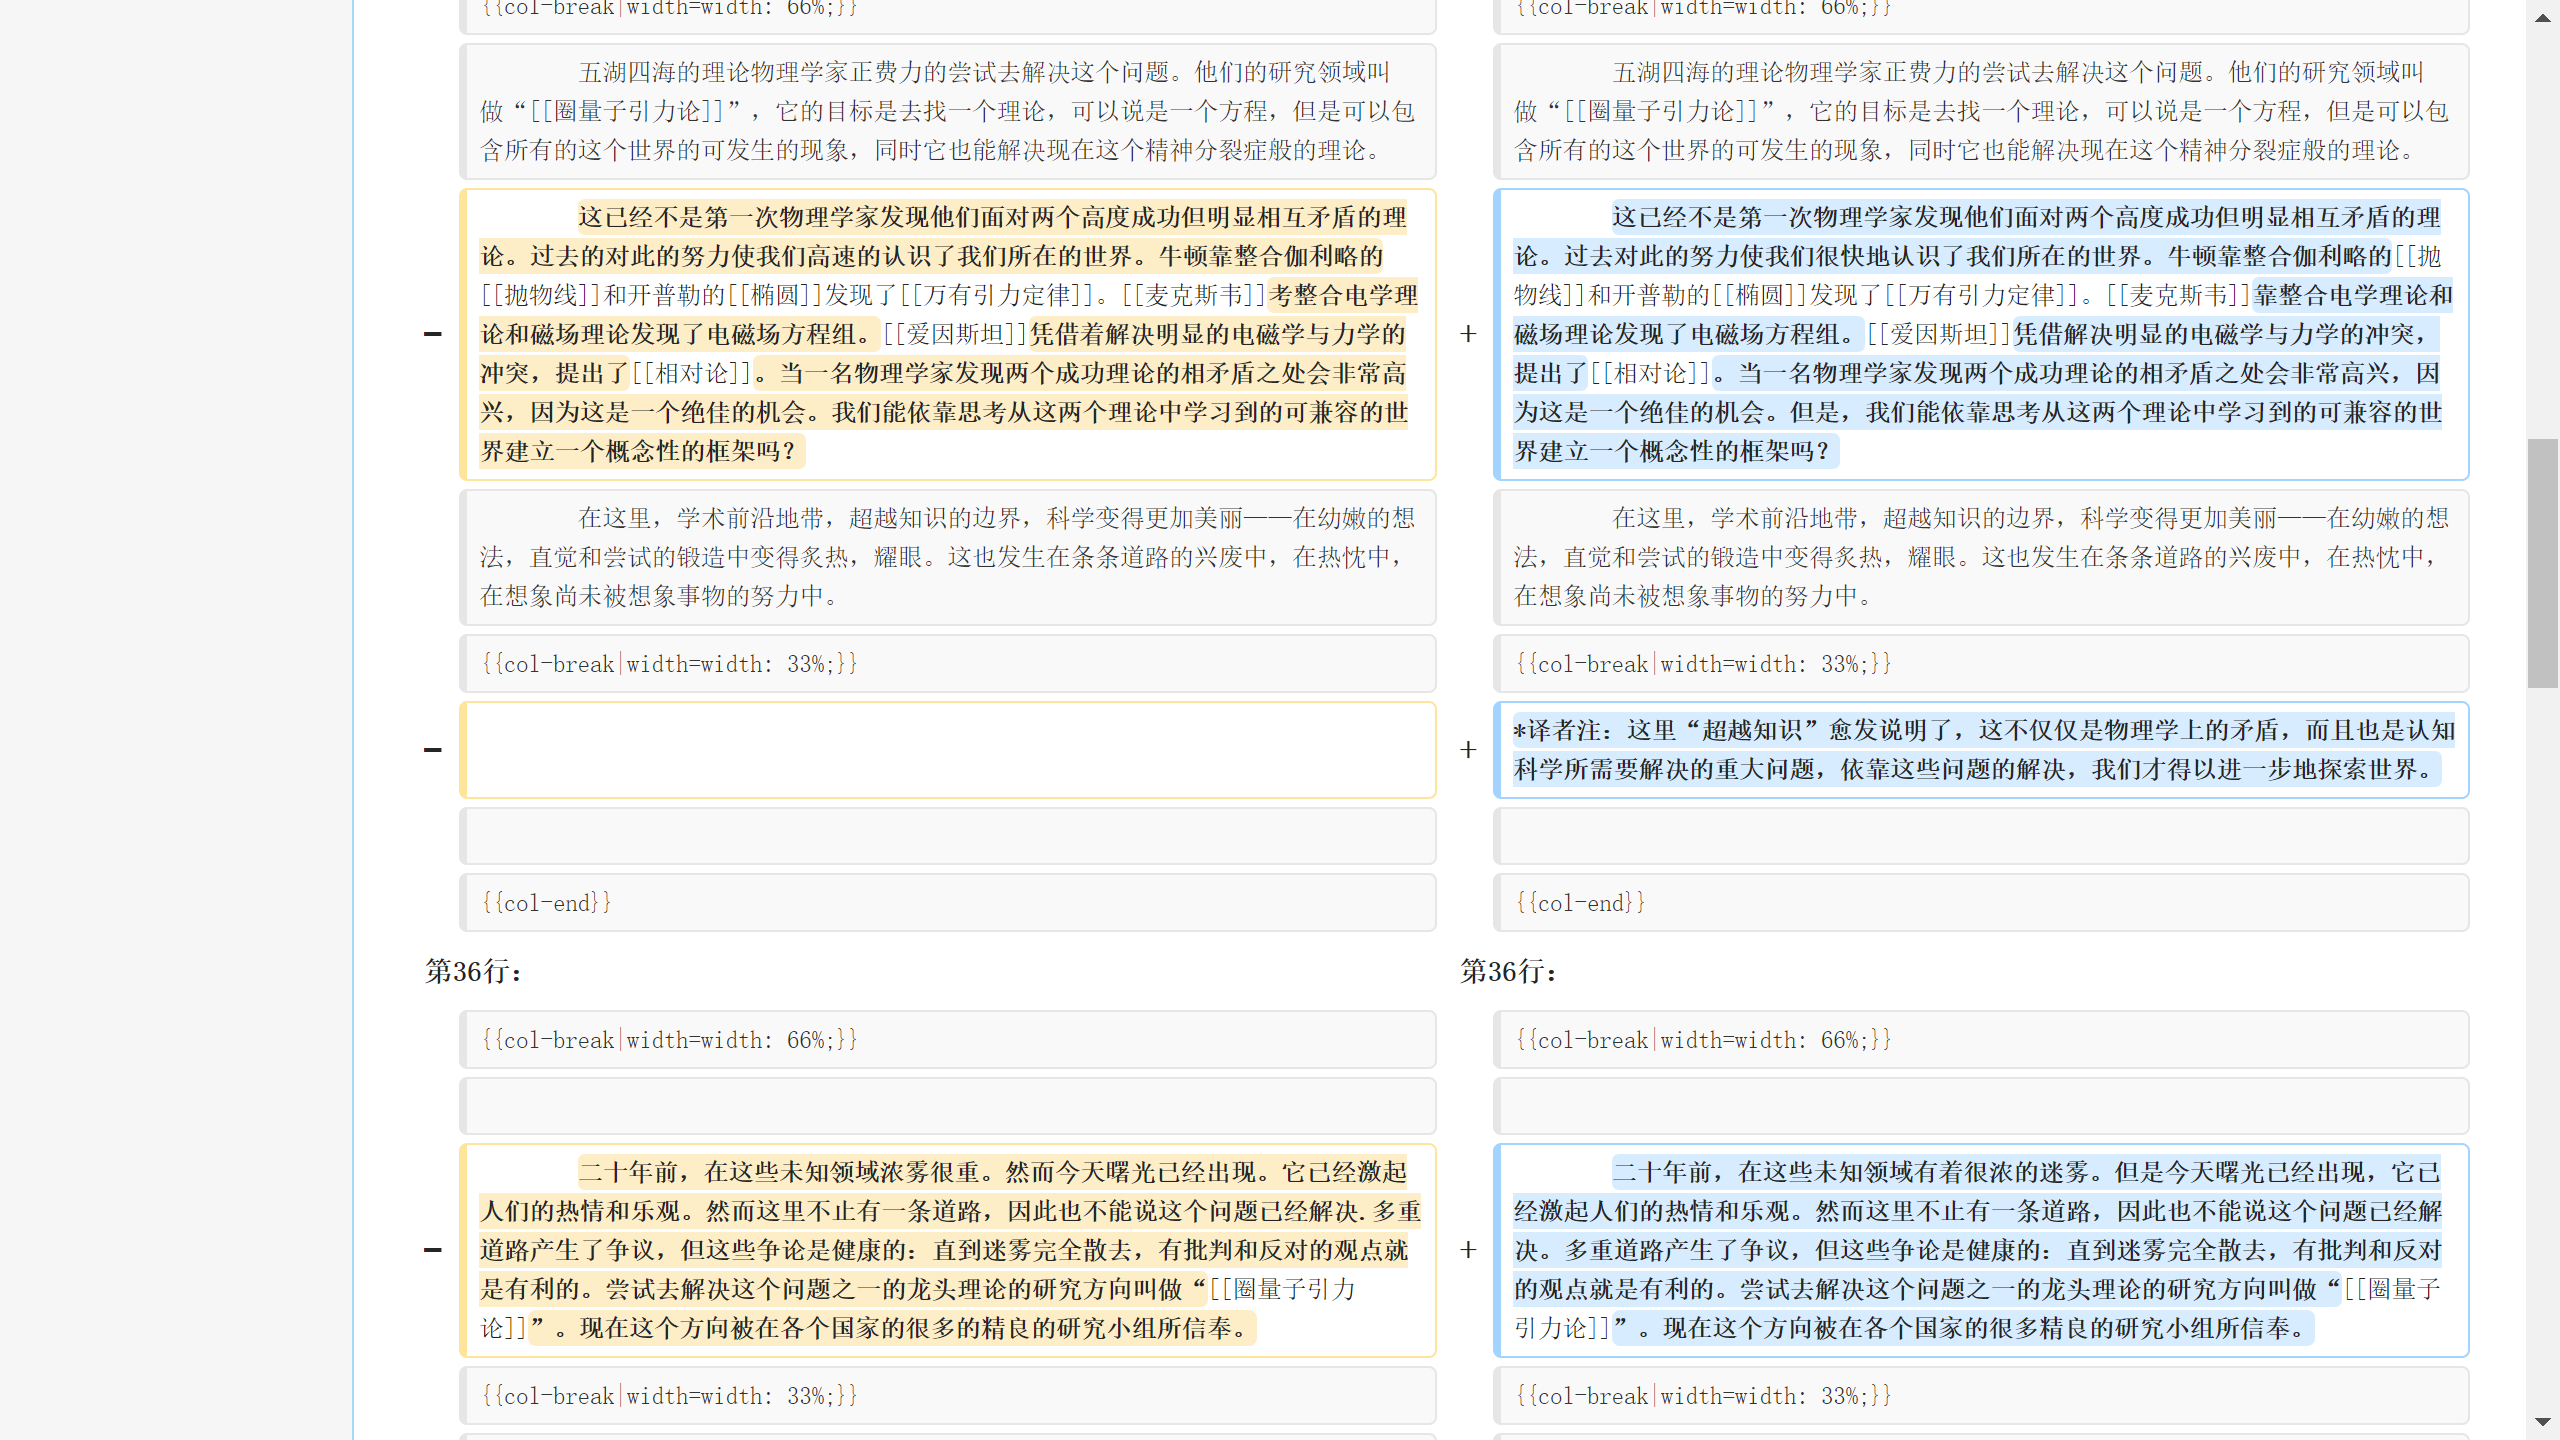 {{col-break|width=width: 66%;}}
五湖四海的理论物理学家正费力的尝试去解决这个问题。他们的研究领域叫
做“[[圈量子引力论]]”，它的目标是去找一个理论，可以说是一个方程，但是可以包
含所有的这个世界的可发生的现象，同时它也能解决现在这个精神分裂症般的理论。
−
这已经不是第一次物理学家发现他们面对两个高度成功但明显相互矛盾的理
论。过去的对此的努力使我们高速的认识了我们所在的世界。牛顿靠整合伽利略的
[[抛物线]]和开普勒的[[椭圆]]发现了[[万有引力定律]]。[[麦克斯韦]]考整合电学理
论和磁场理论发现了电磁场方程组。[[爱因斯坦]]凭借着解决明显的电磁学与力学的
冲突，提出了[[相对论]]。当一名物理学家发现两个成功理论的相矛盾之处会非常高
兴，因为这是一个绝佳的机会。我们能依靠思考从这两个理论中学习到的可兼容的世
界建立一个概念性的框架吗？
在这里，学术前沿地带，超越知识的边界，科学变得更加美丽——在幼嫩的想
法，直觉和尝试的锻造中变得炙热，耀眼。这也发生在条条道路的兴废中，在热忱中，
在想象尚未被想象事物的努力中。
{{col-break|width=width: 33%;}}
−
{{col-end}}
第36行：
{{col-break|width=width: 66%;}}
−
二十年前，在这些未知领域浓雾很重。然而今天曙光已经出现。它已经激起
人们的热情和乐观。然而这里不止有一条道路，因此也不能说这个问题已经解决.多重
道路产生了争议，但这些争论是健康的：直到迷雾完全散去，有批判和反对的观点就
是有利的。尝试去解决这个问题之一的龙头理论的研究方向叫做“[[圈量子引力
论]]”。现在这个方向被在各个国家的很多的精良的研究小组所信奉。
{{col-break|width=width: 33%;}}
{{col-break|width=width: 66%;}}
五湖四海的理论物理学家正费力的尝试去解决这个问题。他们的研究领域叫
做“[[圈量子引力论]]”，它的目标是去找一个理论，可以说是一个方程，但是可以包
含所有的这个世界的可发生的现象，同时它也能解决现在这个精神分裂症般的理论。
+
这已经不是第一次物理学家发现他们面对两个高度成功但明显相互矛盾的理
论。过去对此的努力使我们很快地认识了我们所在的世界。牛顿靠整合伽利略的[[抛
物线]]和开普勒的[[椭圆]]发现了[[万有引力定律]]。[[麦克斯韦]]靠整合电学理论和
磁场理论发现了电磁场方程组。[[爱因斯坦]]凭借解决明显的电磁学与力学的冲突，
提出了[[相对论]]。当一名物理学家发现两个成功理论的相矛盾之处会非常高兴，因
为这是一个绝佳的机会。但是，我们能依靠思考从这两个理论中学习到的可兼容的世
界建立一个概念性的框架吗？
在这里，学术前沿地带，超越知识的边界，科学变得更加美丽——在幼嫩的想
法，直觉和尝试的锻造中变得炙热，耀眼。这也发生在条条道路的兴废中，在热忱中，
在想象尚未被想象事物的努力中。
{{col-break|width=width: 33%;}}
+
*译者注：这里“超越知识”愈发说明了，这不仅仅是物理学上的矛盾，而且也是认知
科学所需要解决的重大问题，依靠这些问题的解决，我们才得以进一步地探索世界。
{{col-end}}
第36行：
{{col-break|width=width: 66%;}}
+
二十年前，在这些未知领域有着很浓的迷雾。但是今天曙光已经出现，它已
经激起人们的热情和乐观。然而这里不止有一条道路，因此也不能说这个问题已经解
决。多重道路产生了争议，但这些争论是健康的：直到迷雾完全散去，有批判和反对
的观点就是有利的。尝试去解决这个问题之一的龙头理论的研究方向叫做“[[圈量子
引力论]]”。现在这个方向被在各个国家的很多精良的研究小组所信奉。
{{col-break|width=width: 33%;}}